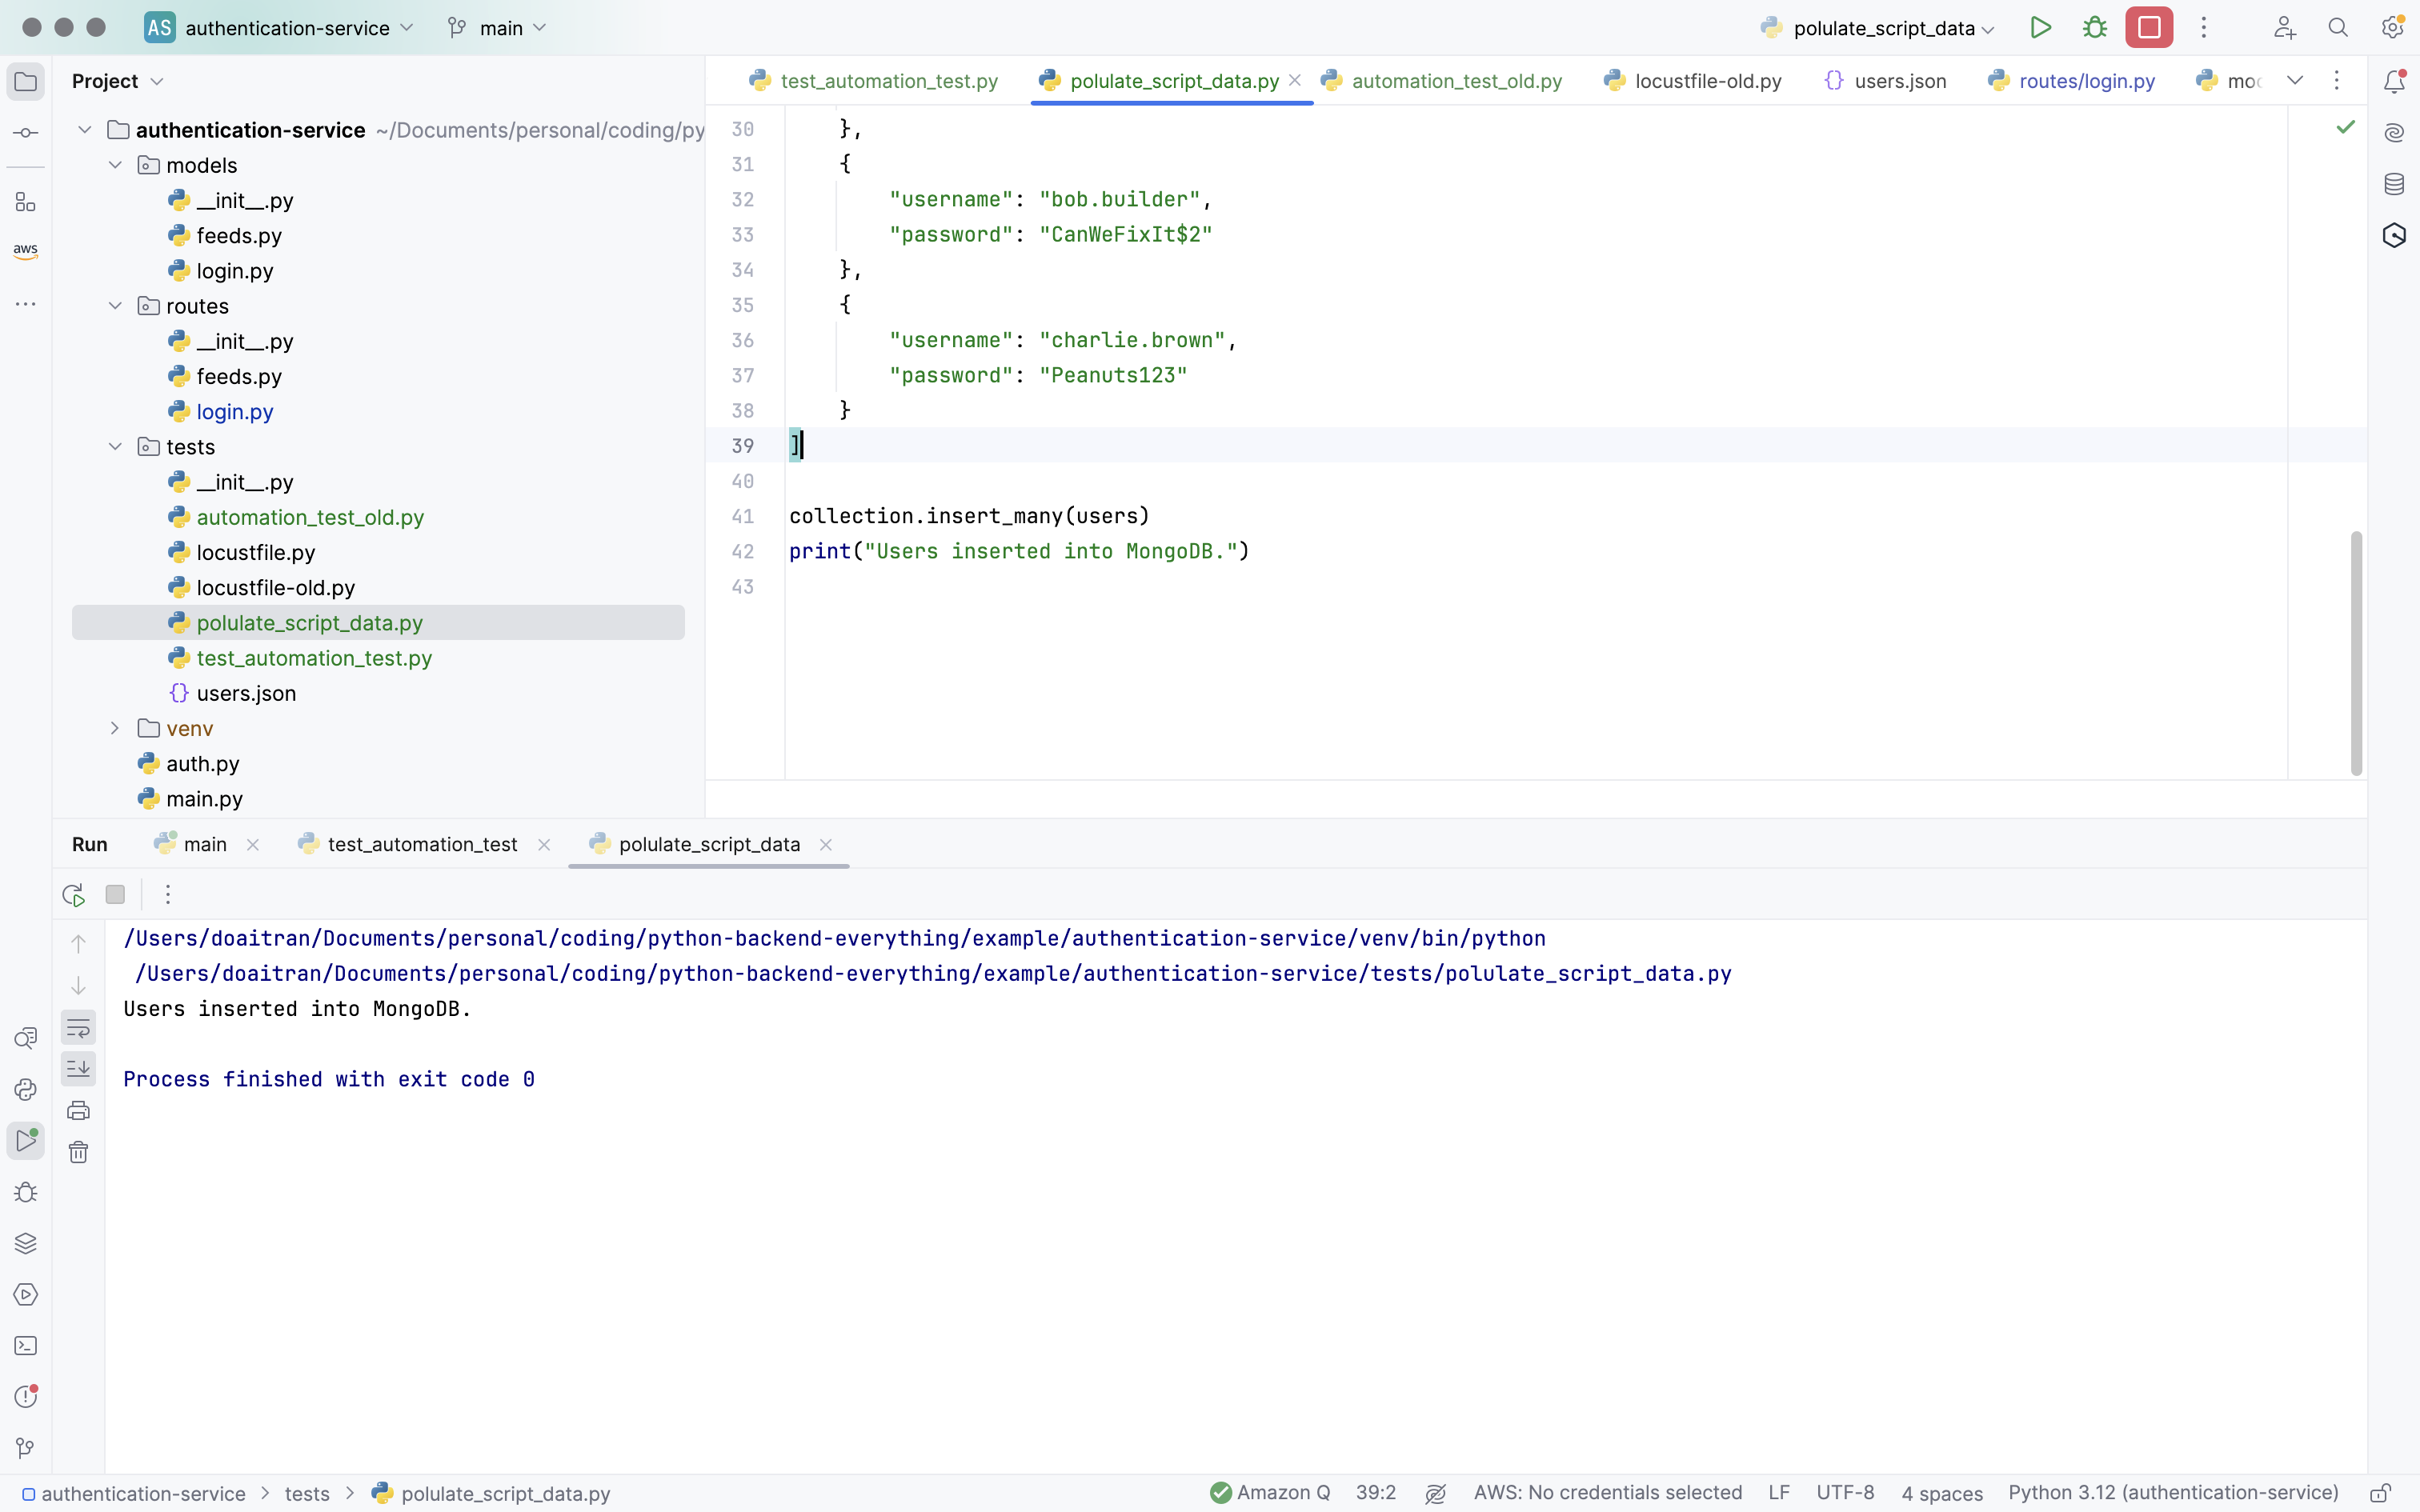 AS authentication-service main polulate_script_data
Project
test_automation_test.py polulate_script_data.py automation_test_old.py locustfile-old.py users.json routes/login.py
authentication-service ~/Documents/personal/coding/py
models
__init__.py
feeds.py
login.py
routes
__init__.py
feeds.py
login.py
tests
__init__.py
automation_test_old.py
locustfile.py
locustfile-old.py
polulate_script_data.py
test_automation_test.py
users.json
venv
auth.py
main.py
aws
30 },
31 {
32 "username": "bob.builder",
33 "password": "CanWeFixIt$2"
34 },
35 {
36 "username": "charlie.brown",
37 "password": "Peanuts123"
38 }
39 ]
40
41 collection.insert_many(users)
42 print("Users inserted into MongoDB.")
43
Run main test_automation_test polulate_script_data
/Users/doaitran/Documents/personal/coding/python-backend-everything/example/authentication-service/venv/bin/python
/Users/doaitran/Documents/personal/coding/python-backend-everything/example/authentication-service/tests/polulate_script_data.py
Users inserted into MongoDB.
Process finished with exit code 0
authentication-service > tests > polulate_script_data.py Amazon Q 39:2 AWS: No credentials selected LF UTF-8 4 spaces Python 3.12 (authentication-service)